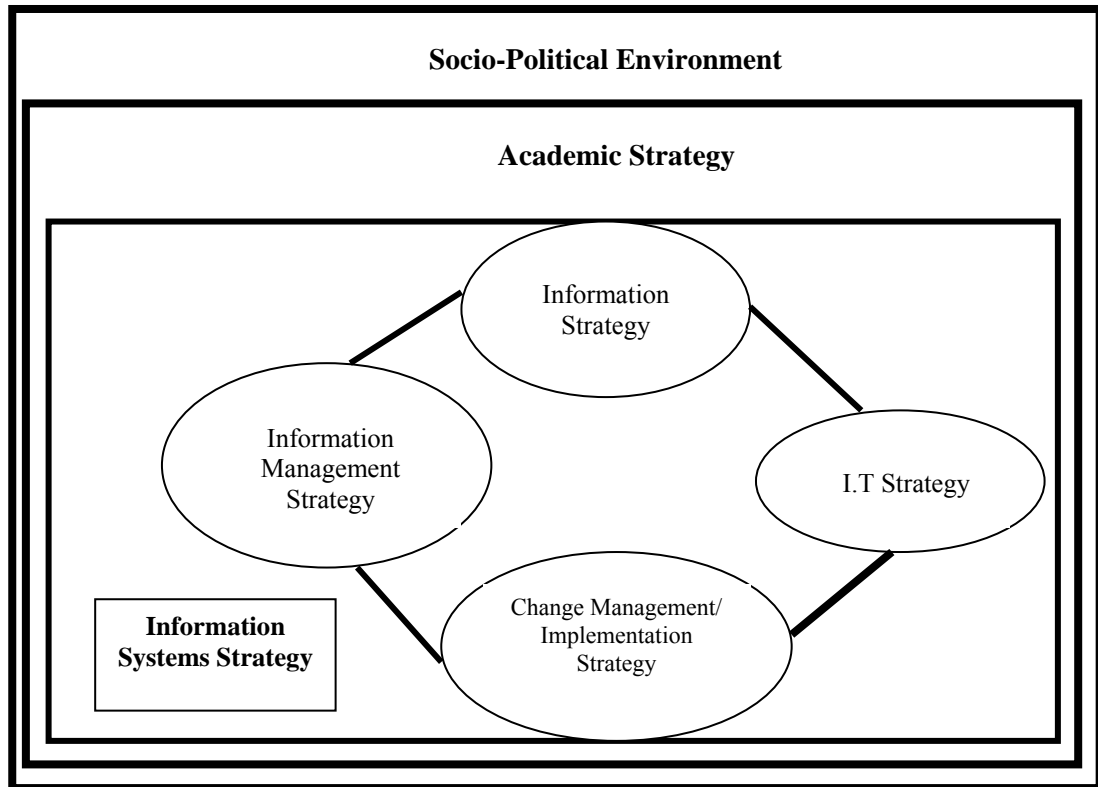 Socio-Political Environment
Academic Strategy
Information
Strategy
Information
Management
Strategy
I.T Strategy
Change Management/
Implementation
Strategy
Information
Systems Strategy